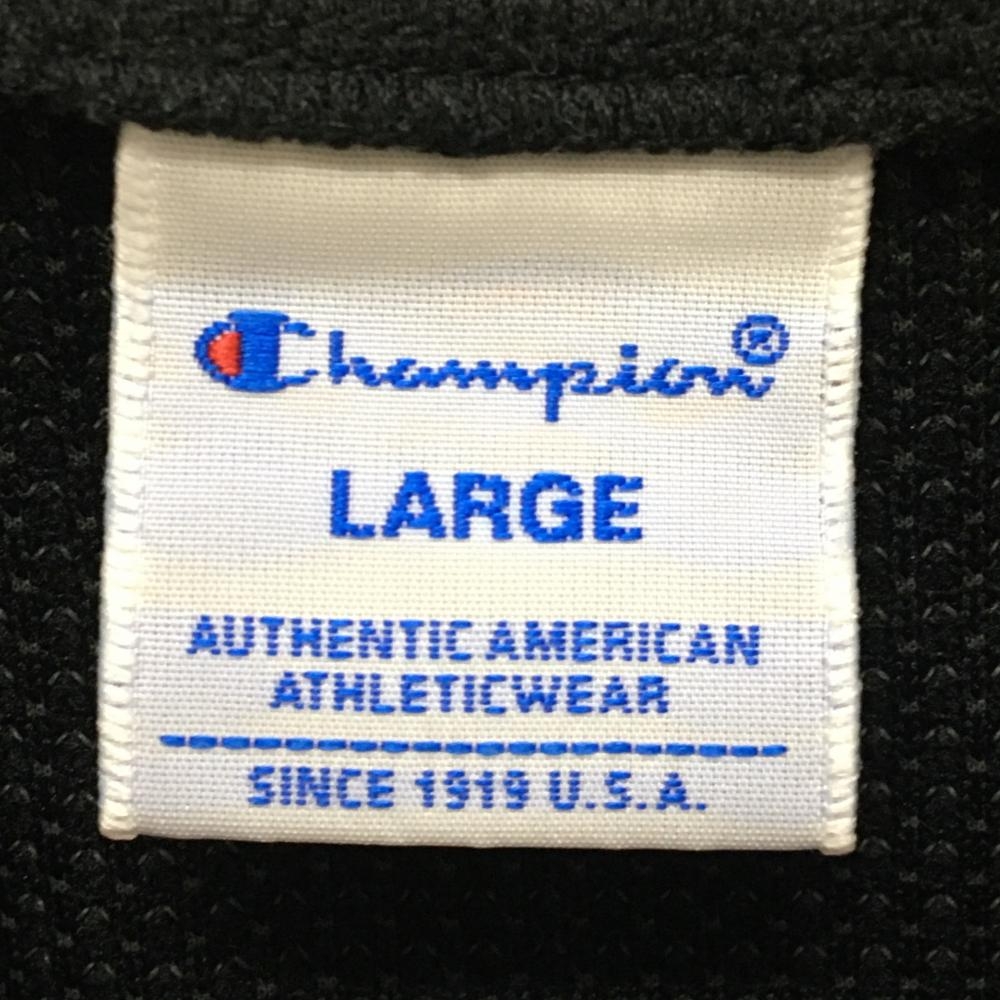 Champion®
LARGE
AUTHENTIC AMERICAN
ATHLETICWEAR
SINCE 1919 U.S.A.